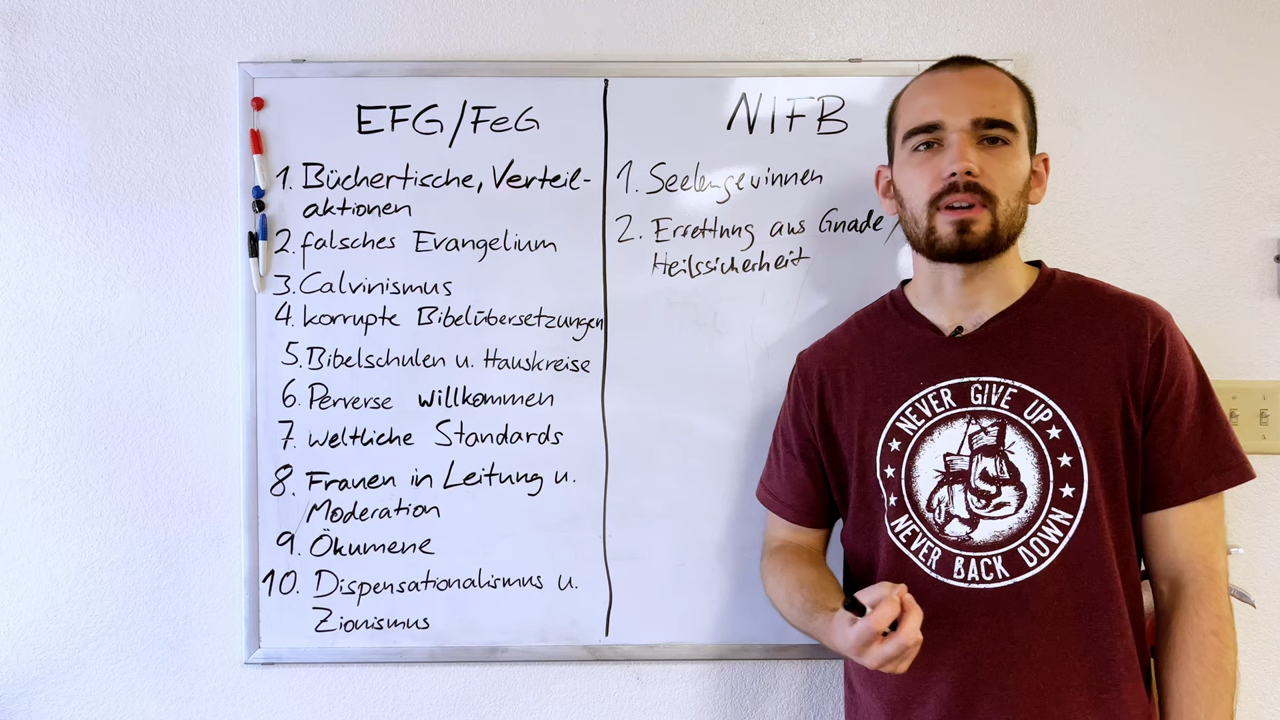 EFG/FeG
1. Büchertische, Verteil-
aktionen
2. falsches Evangelium
3. Calvinismus
4. korrupte Bibelübersetzungen
5. Bibelschulen u. Hauskreise
6. Perverse willkommen
7. weltliche Standards
8. Frauen in Leitung u.
Moderation
9. Ökumene
10. Dispensationalismus u.
Zionismus
NIFB
1. Seelengewinnen
2. Errettung aus Gnade/
Heilssicherheit
NEVER GIVE UP
NEVER BACK DOWN